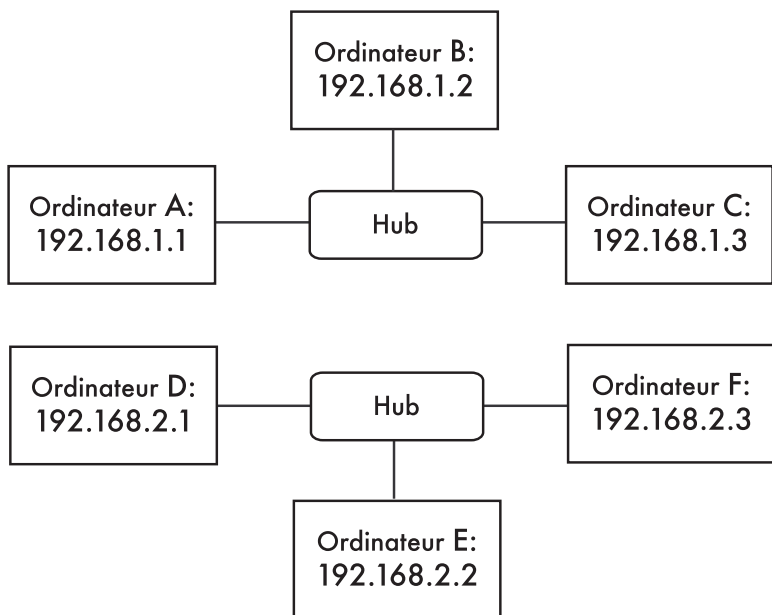 Ordinateur B:
192.168.1.2
Ordinateur A:
192.168.1.1
Hub
Ordinateur C:
192.168.1.3
Ordinateur D:
192.168.2.1
Hub
Ordinateur F:
192.168.2.3
Ordinateur E:
192.168.2.2